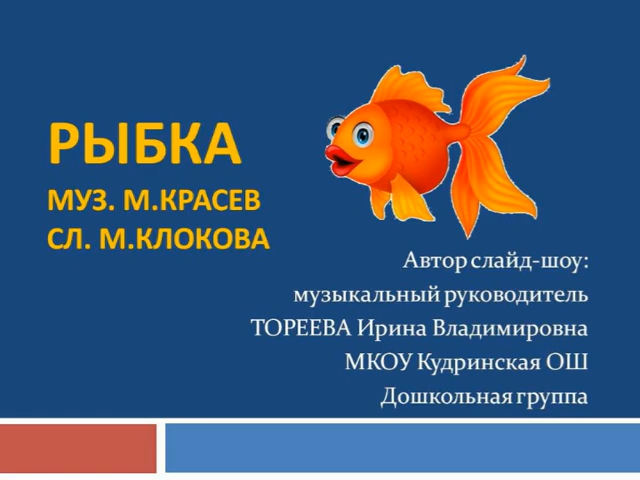 РЫБКА
МУЗ. М.КРАСЕВ
СЛ. М.КЛОКОВА
Автор слайд-шоу:
музыкальный руководитель
ТОРЕЕВА Ирина Владимировна
МКОУ Кудринская ОШ
Дошкольная группа